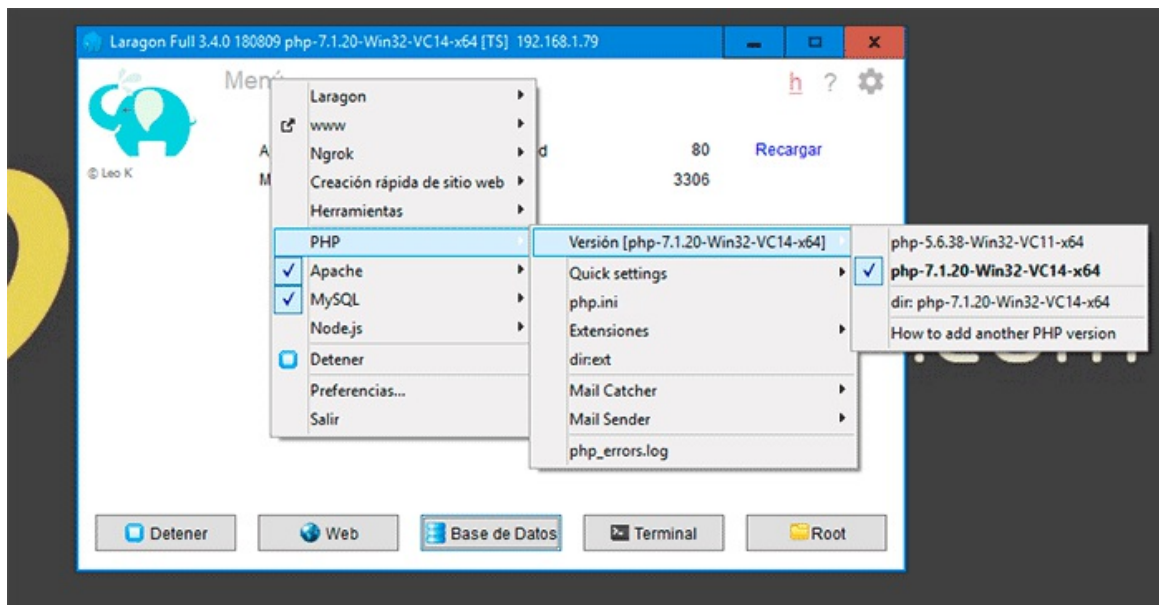 Laragon Full 3.4.0 180809 php-7.1.20-Win32-VC14-x64 [TS] 192.168.1.79
Menú
h ?
© Leo K
A
M
d
80
Recargar
3306
Laragon
www
Ngrok
Creación rápida de sitio web
Herramientas
PHP
Apache
MySQL
Node.js
Detener
Preferencias...
Salir
Versión [php-7.1.20-Win32-VC14-x64]
Quick settings
php.ini
Extensiones
dir:ext
Mail Catcher
Mail Sender
php_errors.log
php-5.6.38-Win32-VC11-x64
php-7.1.20-Win32-VC14-x64
dir: php-7.1.20-Win32-VC14-x64
How to add another PHP version
Detener
Web
Base de Datos
Terminal
Root